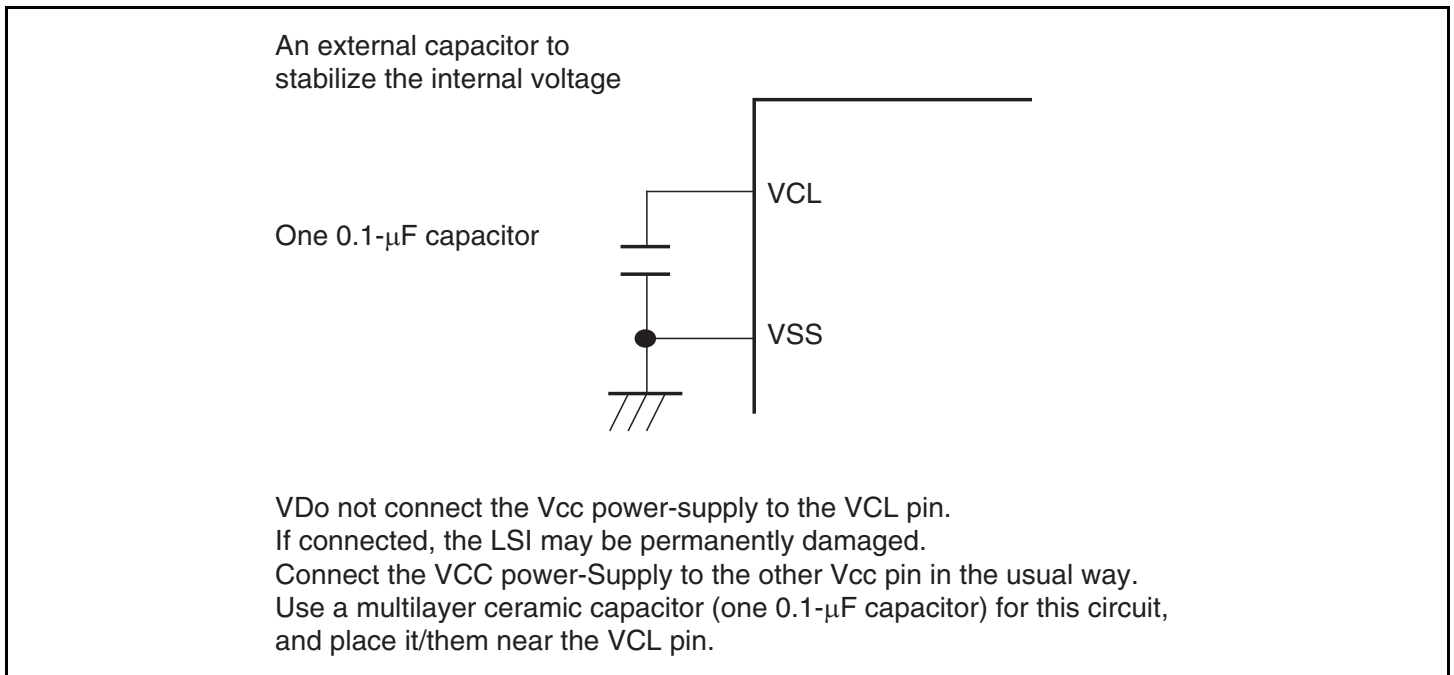 An external capacitor to
stabilize the internal voltage
VCL
One 0.1-μF capacitor
VSS
VDo not connect the Vcc power-supply to the VCL pin.
If connected, the LSI may be permanently damaged.
Connect the VCC power-Supply to the other Vcc pin in the usual way.
Use a multilayer ceramic capacitor (one 0.1-μF capacitor) for this circuit,
and place it/them near the VCL pin.